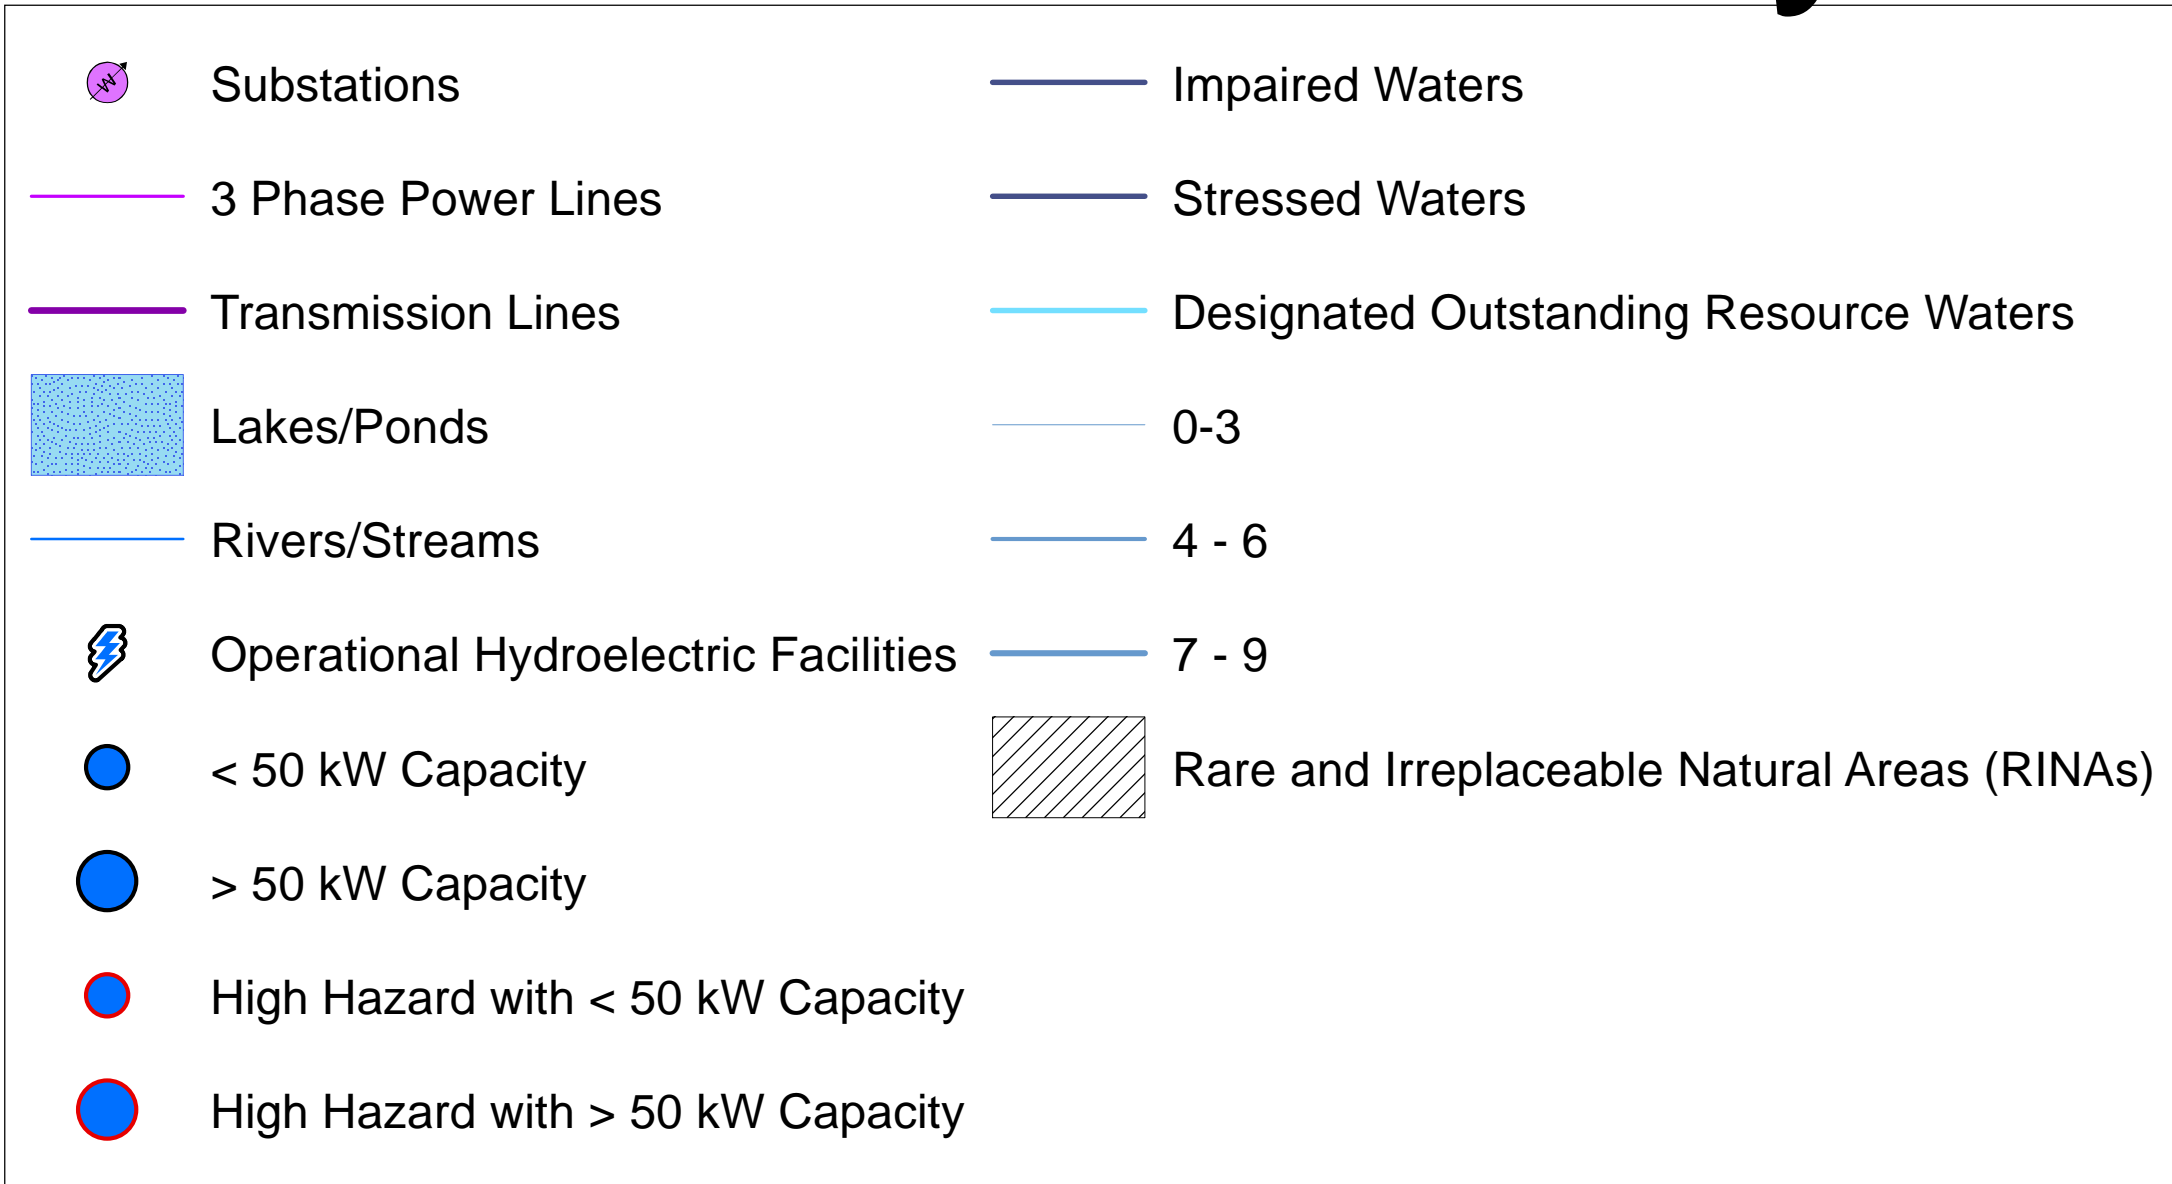 Substations
3 Phase Power Lines
Transmission Lines
Lakes/Ponds
Rivers/Streams
Operational Hydroelectric Facilities
< 50 kW Capacity
> 50 kW Capacity
High Hazard with < 50 kW Capacity
High Hazard with > 50 kW Capacity
Impaired Waters
Stressed Waters
Designated Outstanding Resource Waters
0-3
4 - 6
7 - 9
Rare and Irreplaceable Natural Areas (RINAs)